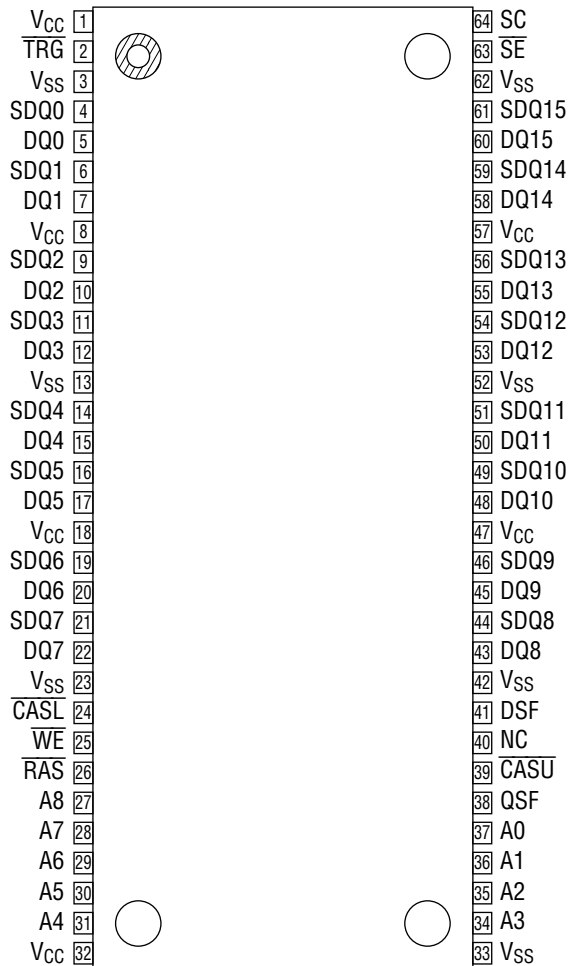 VCC 1 64 SC
TRG 2 63 SE
VSS 3 62 VSS
SDQ0 4 61 SDQ15
DQ0 5 60 DQ15
SDQ1 6 59 SDQ14
DQ1 7 58 DQ14
VCC 8 57 VCC
SDQ2 9 56 SDQ13
DQ2 10 55 DQ13
SDQ3 11 54 SDQ12
DQ3 12 53 DQ12
VSS 13 52 VSS
SDQ4 14 51 SDQ11
DQ4 15 50 DQ11
SDQ5 16 49 SDQ10
DQ5 17 48 DQ10
VCC 18 47 VCC
SDQ6 19 46 SDQ9
DQ6 20 45 DQ9
SDQ7 21 44 SDQ8
DQ7 22 43 DQ8
VSS 23 42 VSS
CASL 24 41 DSF
WE 25 40 NC
RAS 26 39 CASU
A8 27 38 QSF
A7 28 37 A0
A6 29 36 A1
A5 30 35 A2
A4 31 34 A3
VCC 32 33 VSS